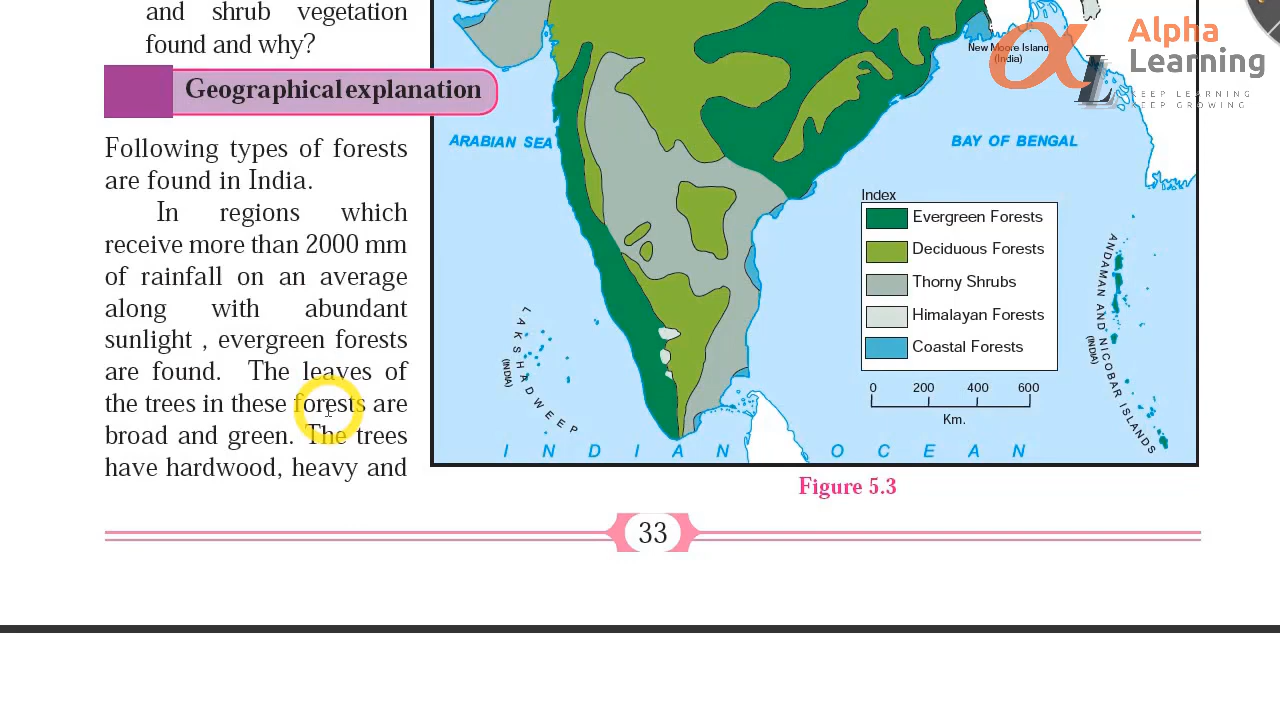 and shrub vegetation
found and why?
Geographical explanation
Following types of forests
are found in India.
In regions which
receive more than 2000 mm
of rainfall on an average
along with abundant
sunlight , evergreen forests
are found. The leaves of
the trees in these forests are
broad and green. The trees
have hardwood, heavy and
New Moore Island
(India)
ARABIAN SEA
BAY OF BENGAL
Index
Evergreen Forests
Deciduous Forests
Thorny Shrubs
Himalayan Forests
Coastal Forests
0 200 400 600
Km.
LAKSHADWEEP
(INDIA)
ANDAMAN AND NICOBAR ISLANDS
(INDIA)
INDIAN OCEAN
Figure 5.3
33
Alpha
Learning
KEEP LEARNING
KEEP GROWING